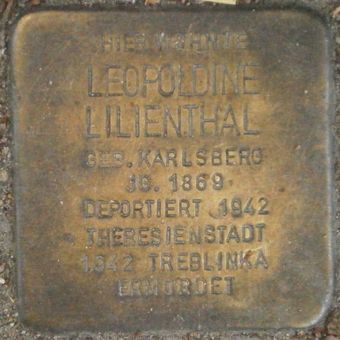 HIER WOHNTE
LEOPOLDINE
LILIENTHAL
GEB. KARLSBERG
JG. 1869
DEPORTIERT 1942
THERESIENSTADT
1942 TREBLINKA
ERMORDET